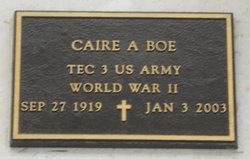 CAIRE A BOE
TEC 3 US ARMY
WORLD WAR II
SEP 27 1919 JAN 3 2003